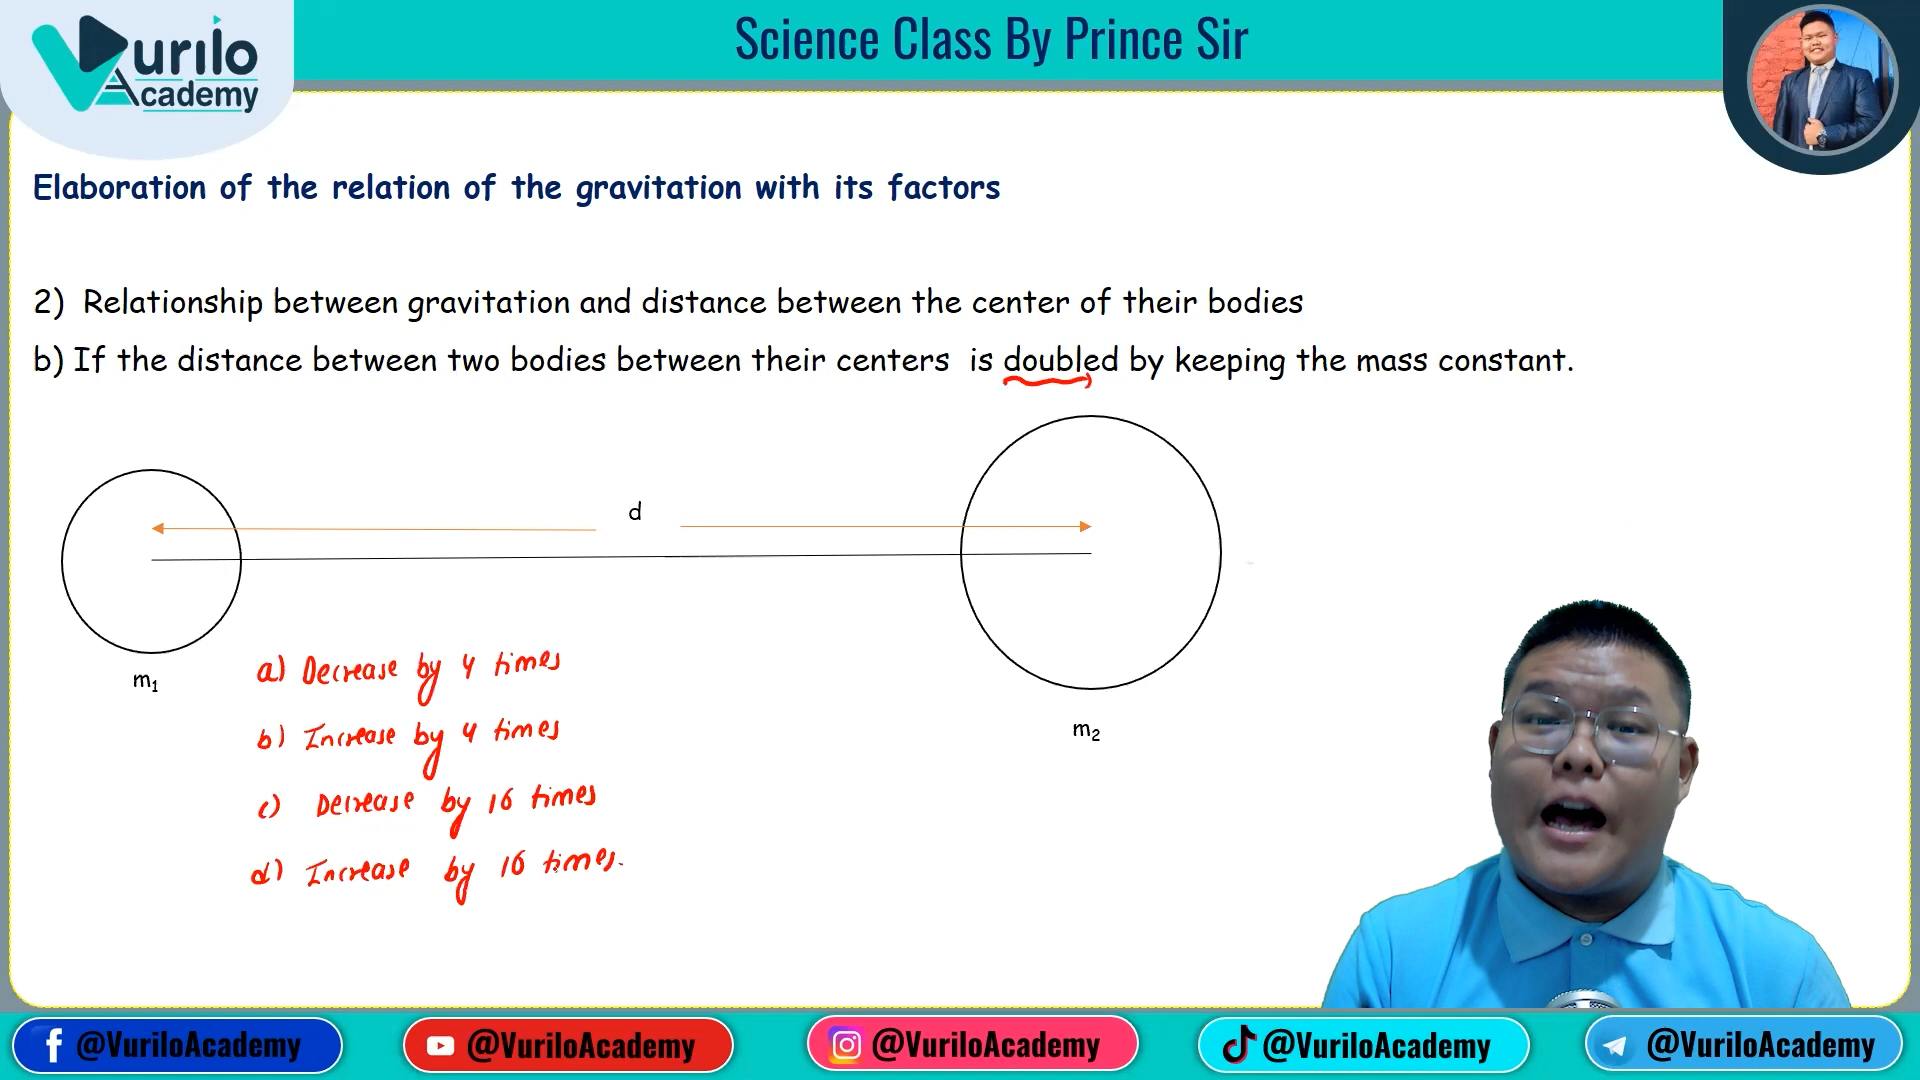 Vurilo
Academy
Science Class By Prince Sir
Elaboration of the relation of the gravitation with its factors
2) Relationship between gravitation and distance between the center of their bodies
b) If the distance between two bodies between their centers is doubled by keeping the mass constant.
d
m₁
m₂
a) Decrease by 4 times
b) Increase by 4 times
c) Decrease by 16 times
d) Increase by 16 times.
@VuriloAcademy
@VuriloAcademy
@VuriloAcademy
@VuriloAcademy
@VuriloAcademy